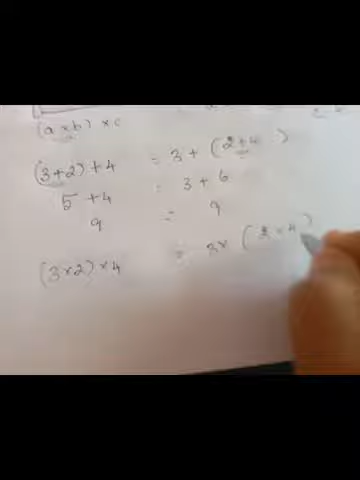 (a×b) × c
(3+2) + 4 = 3 + (2+4)
5 + 4 = 3 + 6
9 = 9
(3×2) × 4 = 3× (2×4)